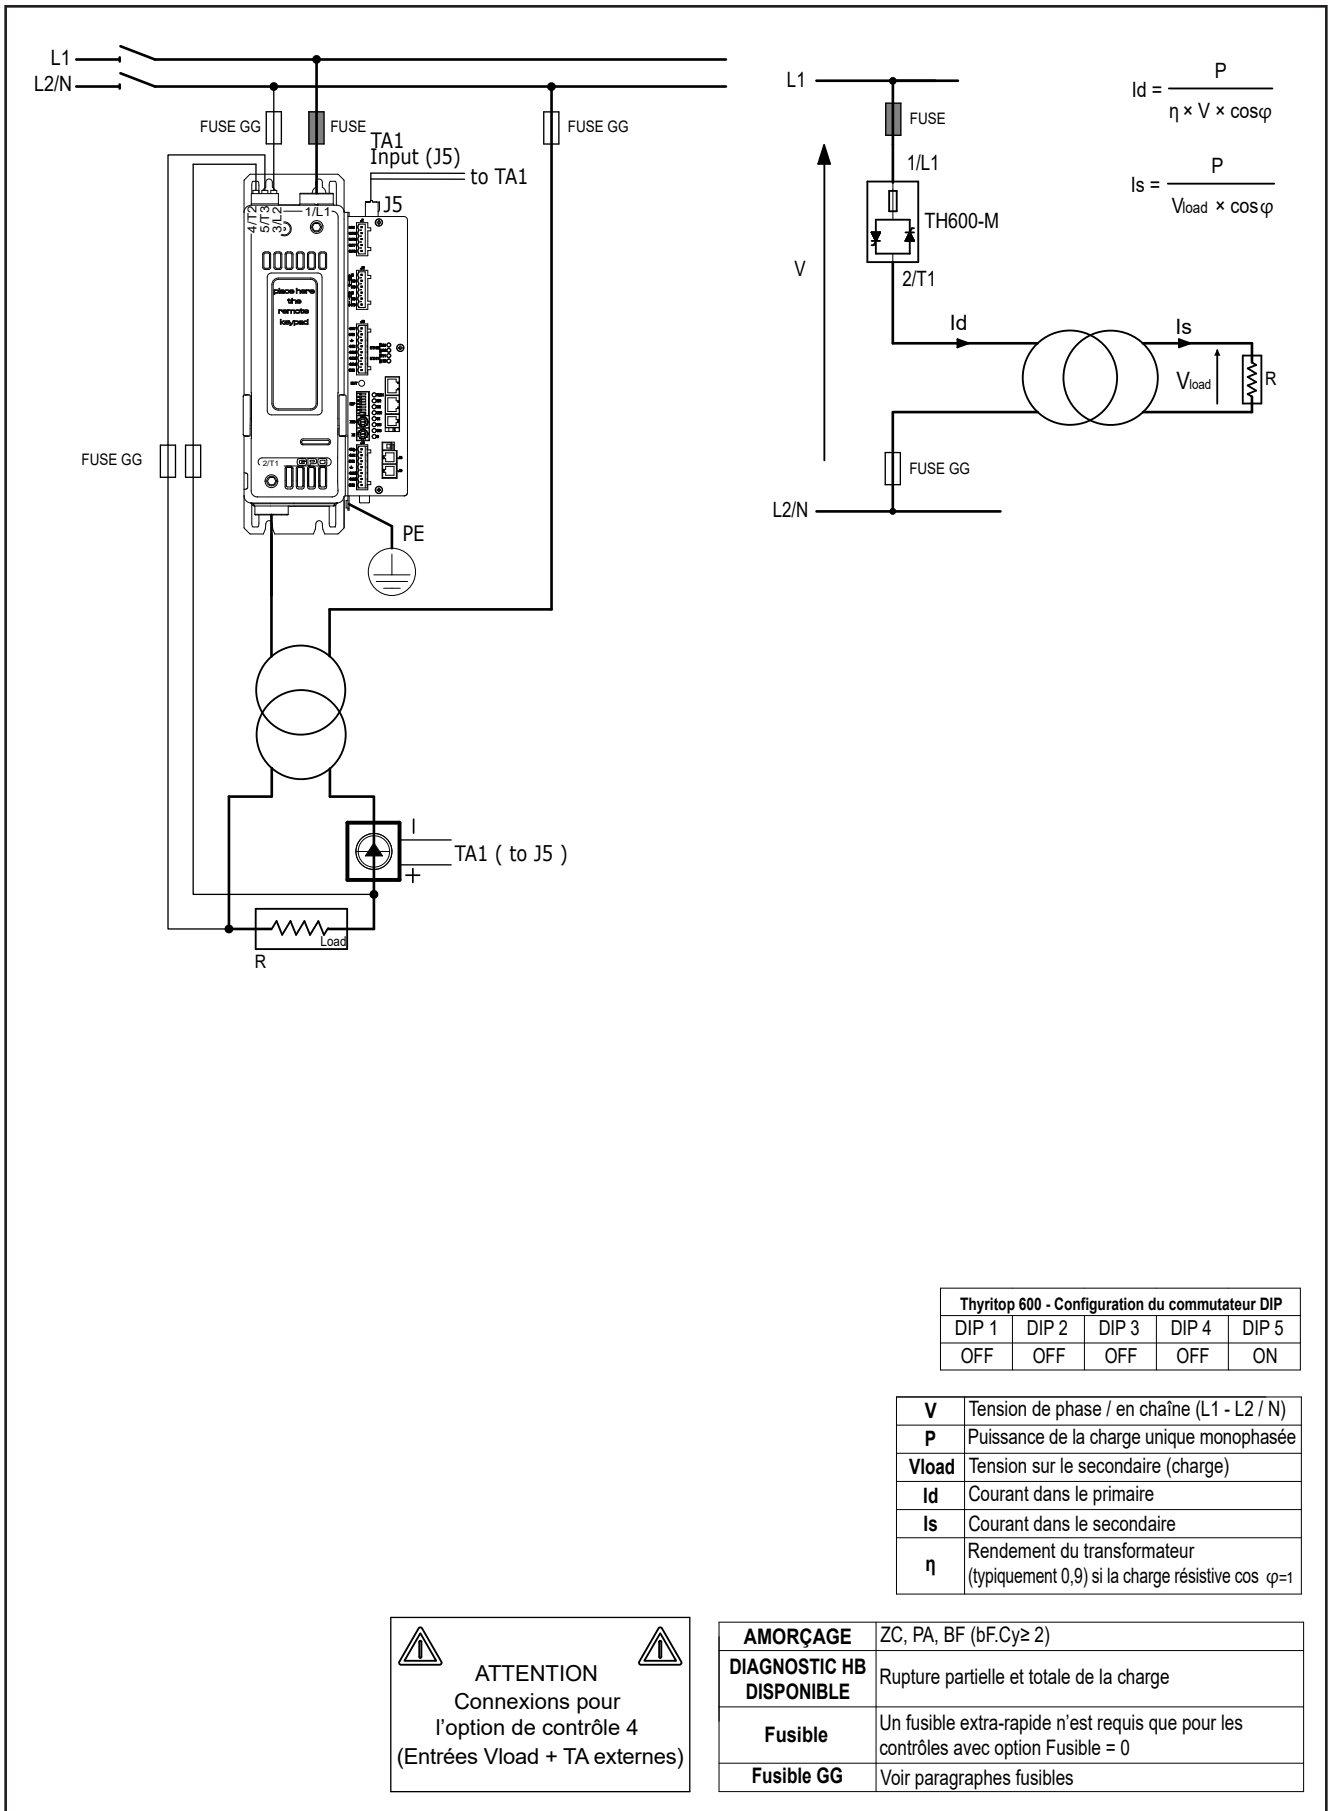 L1
L2/N
FUSE GG
FUSE
FUSE GG
TA1
Input (J5)
to TA1
J5
4/T2
5/T3
3/L2
1/L1
place here
the
remote
keypad
2/T1
FUSE GG
PE
I
+
TA1 ( to J5 )
Load
R
L1
FUSE
1/L1
TH600-M
2/T1
V
Id
Is
Vload
R
FUSE GG
L2/N
Id = P / η × V × cosφ
Is = P / Vload × cosφ
Thyritop 600 - Configuration du commutateur DIP
DIP 1 DIP 2 DIP 3 DIP 4 DIP 5
OFF OFF OFF OFF ON
V Tension de phase / en chaîne (L1 - L2 / N)
P Puissance de la charge unique monophasée
Vload Tension sur le secondaire (charge)
Id Courant dans le primaire
Is Courant dans le secondaire
η Rendement du transformateur
(typiquement 0,9) si la charge résistive cos φ=1
ATTENTION
Connexions pour
l'option de contrôle 4
(Entrées Vload + TA externes)
AMORÇAGE ZC, PA, BF (bF.Cy≥ 2)
DIAGNOSTIC HB
DISPONIBLE Rupture partielle et totale de la charge
Fusible Un fusible extra-rapide n'est requis que pour les
contrôles avec option Fusible = 0
Fusible GG Voir paragraphes fusibles